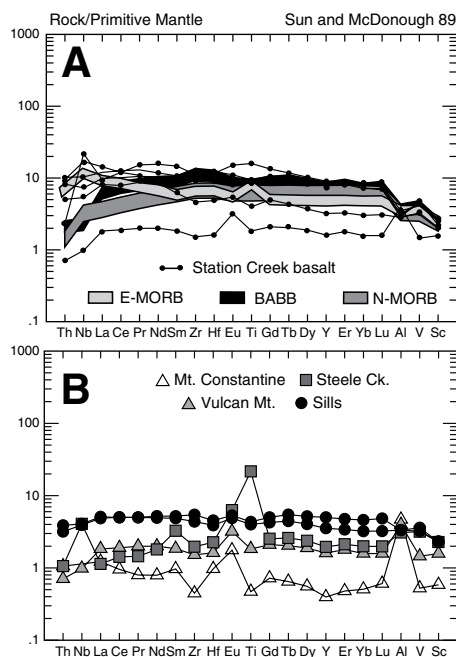 Rock/Primitive Mantle Sun and McDonough 89
1000
A
100
10
1
.1
Station Creek basalt
E-MORB BABB N-MORB
Th Nb La Ce Pr Nd Sm Zr Hf Eu Ti Gd Tb Dy Y Er Yb Lu Al V Sc
1000
B
Mt. Constantine Steele Ck.
Vulcan Mt. Sills
100
10
1
.1
Th Nb La Ce Pr Nd Sm Zr Hf Eu Ti Gd Tb Dy Y Er Yb Lu Al V Sc